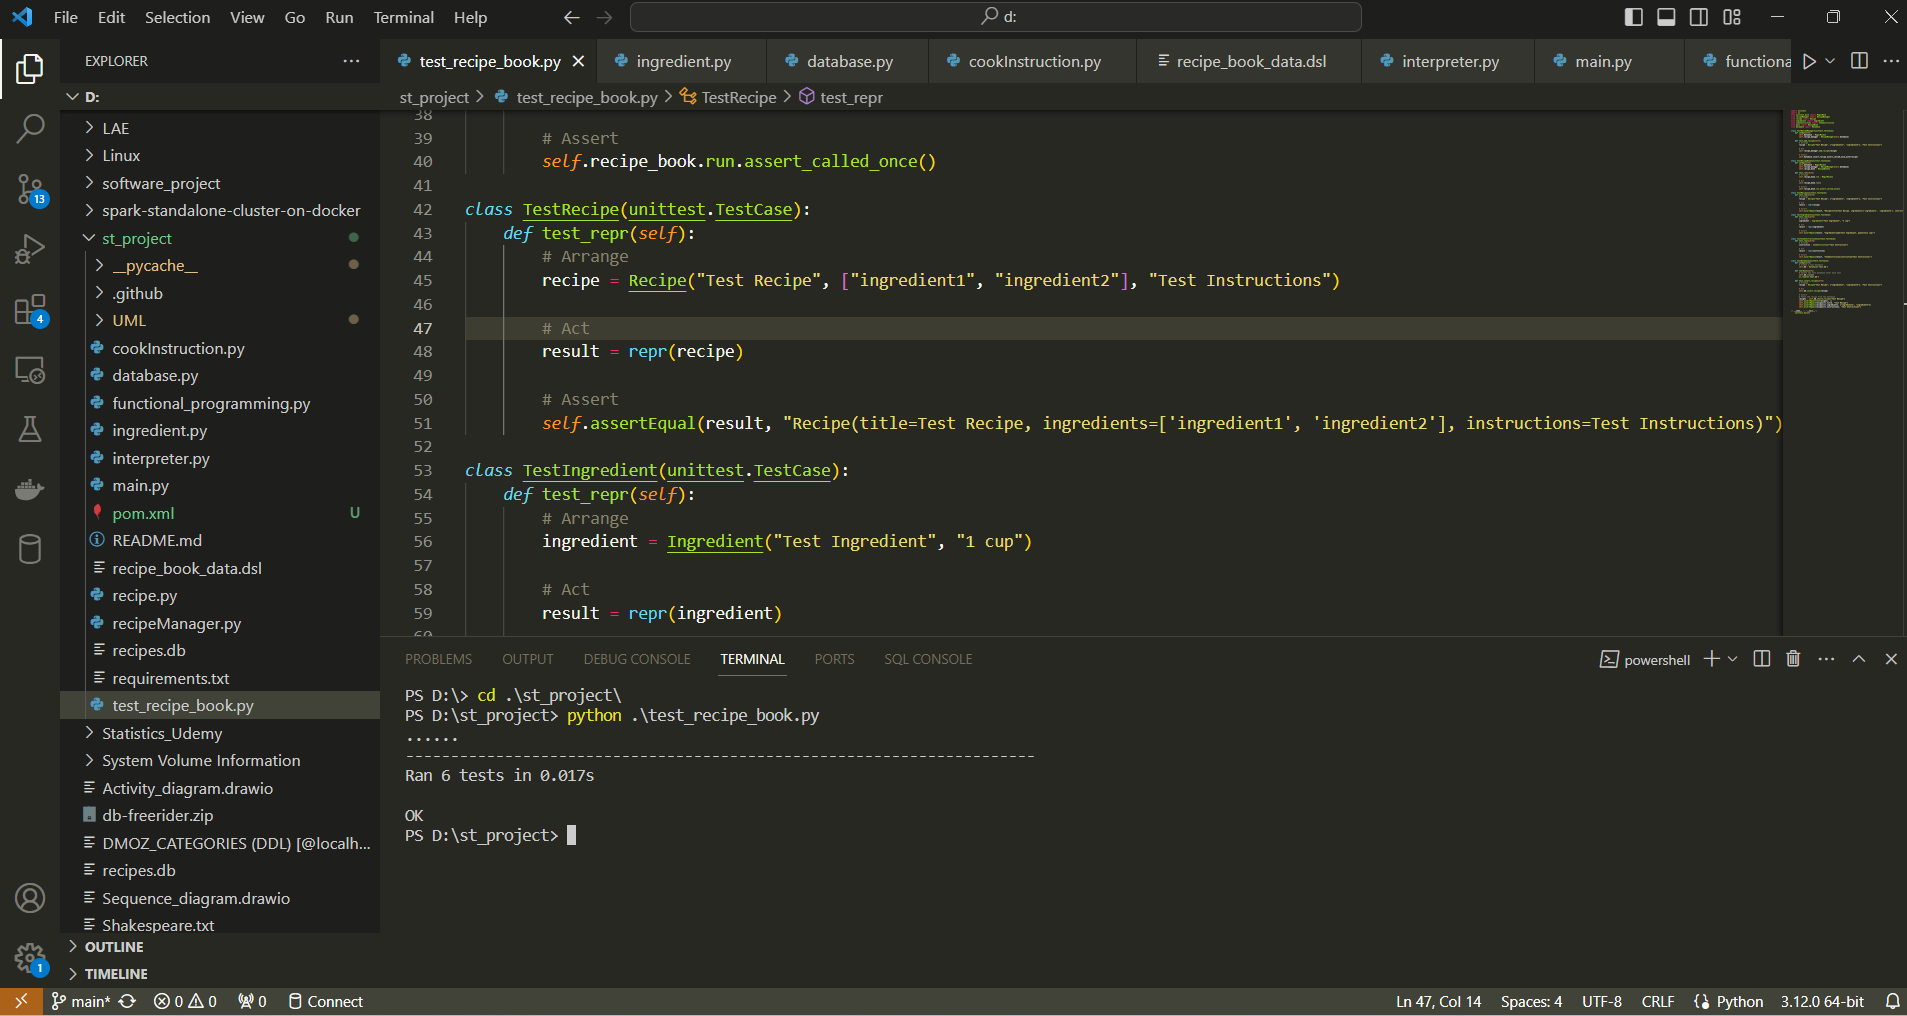 File Edit Selection View Go Run Terminal Help
d:
EXPLORER
D:
LAE
Linux
software_project
spark-standalone-cluster-on-docker
st_project
__pycache__
.github
UML
cookInstruction.py
database.py
functional_programming.py
ingredient.py
interpreter.py
main.py
pom.xml U
README.md
recipe_book_data.dsl
recipe.py
recipeManager.py
recipes.db
requirements.txt
test_recipe_book.py
Statistics_Udemy
System Volume Information
Activity_diagram.drawio
db-freerider.zip
DMOZ_CATEGORIES (DDL) [@localh...
recipes.db
Sequence_diagram.drawio
Shakespeare.txt
OUTLINE
TIMELINE
13
4
1
test_recipe_book.py ingredient.py database.py cookInstruction.py recipe_book_data.dsl interpreter.py main.py functiona
st_project > test_recipe_book.py > TestRecipe > test_repr
38
39 # Assert
40 self.recipe_book.run.assert_called_once()
41
42 class TestRecipe(unittest.TestCase):
43 def test_repr(self):
44 # Arrange
45 recipe = Recipe("Test Recipe", ["ingredient1", "ingredient2"], "Test Instructions")
46
47 # Act
48 result = repr(recipe)
49
50 # Assert
51 self.assertEqual(result, "Recipe(title=Test Recipe, ingredients=['ingredient1', 'ingredient2'], instructions=Test Instructions)")
52
53 class TestIngredient(unittest.TestCase):
54 def test_repr(self):
55 # Arrange
56 ingredient = Ingredient("Test Ingredient", "1 cup")
57
58 # Act
59 result = repr(ingredient)
60
PROBLEMS OUTPUT DEBUG CONSOLE TERMINAL PORTS SQL CONSOLE
powershell
PS D:\> cd .\st_project\
PS D:\st_project> python .\test_recipe_book.py
......
----------------------------------------------------------------------
Ran 6 tests in 0.017s
OK
PS D:\st_project>
main* 0 0 0 Connect
Ln 47, Col 14 Spaces: 4 UTF-8 CRLF Python 3.12.0 64-bit